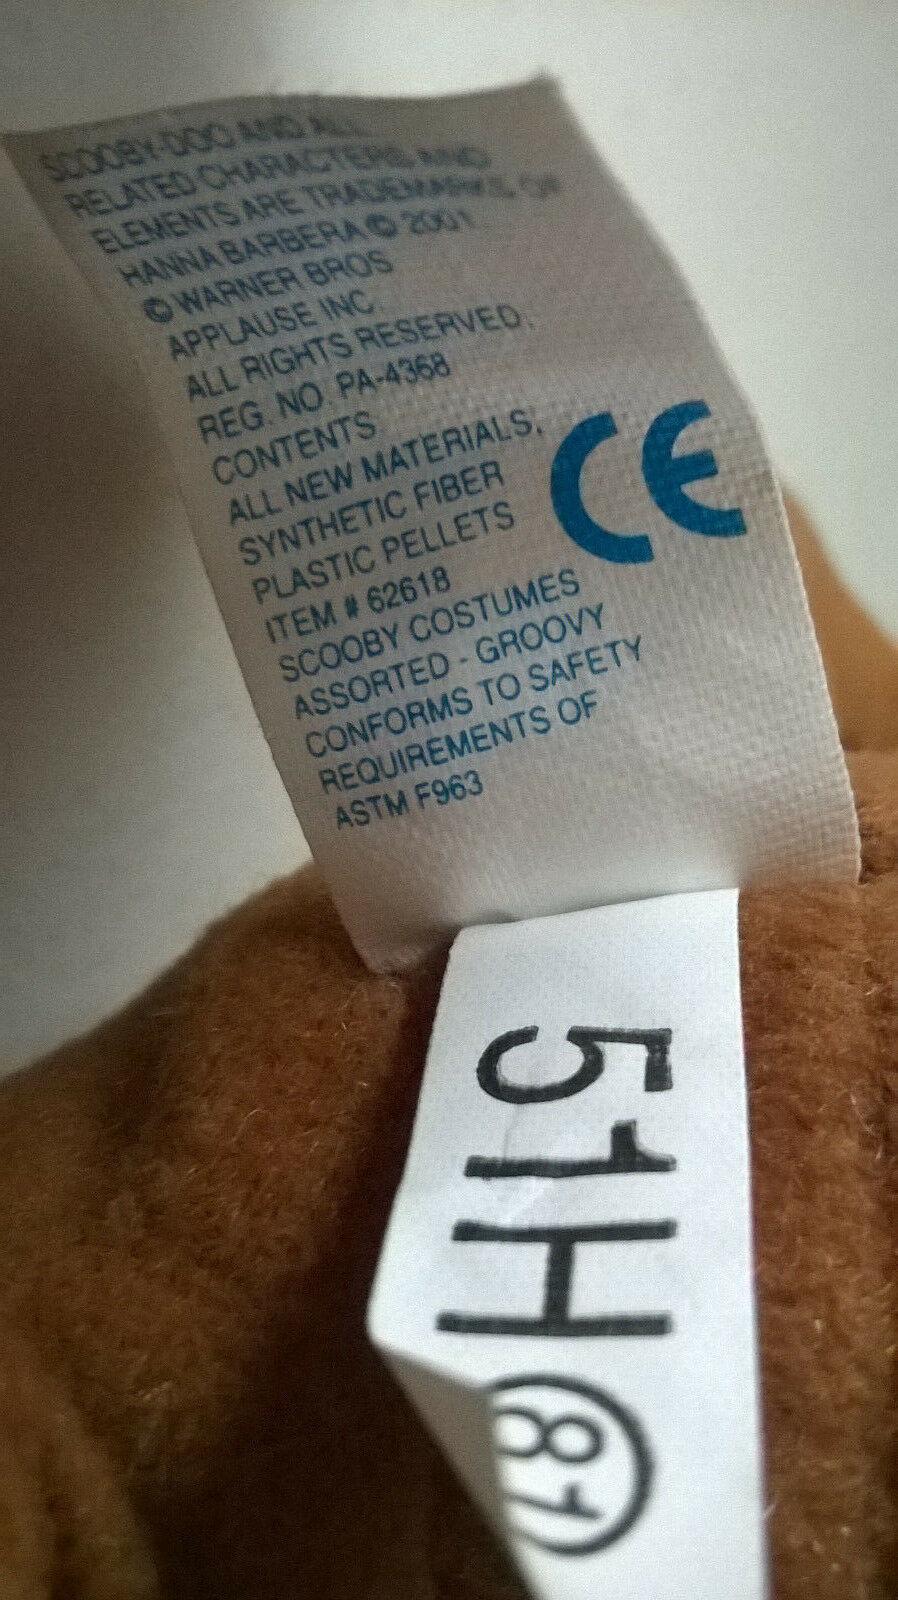 SCOOBY-DOO AND ALL
RELATED CHARACTERS AND
ELEMENTS ARE TRADEMARKS OF
HANNA BARBERA © 2001
© WARNER BROS
APPLAUSE INC.
ALL RIGHTS RESERVED.
REG. NO. PA-4368
CONTENTS
ALL NEW MATERIALS,
SYNTHETIC FIBER
PLASTIC PELLETS
ITEM # 62618
SCOOBY COSTUMES
ASSORTED - GROOVY
CONFORMS TO SAFETY
REQUIREMENTS OF
ASTM F963
CE
51H 81